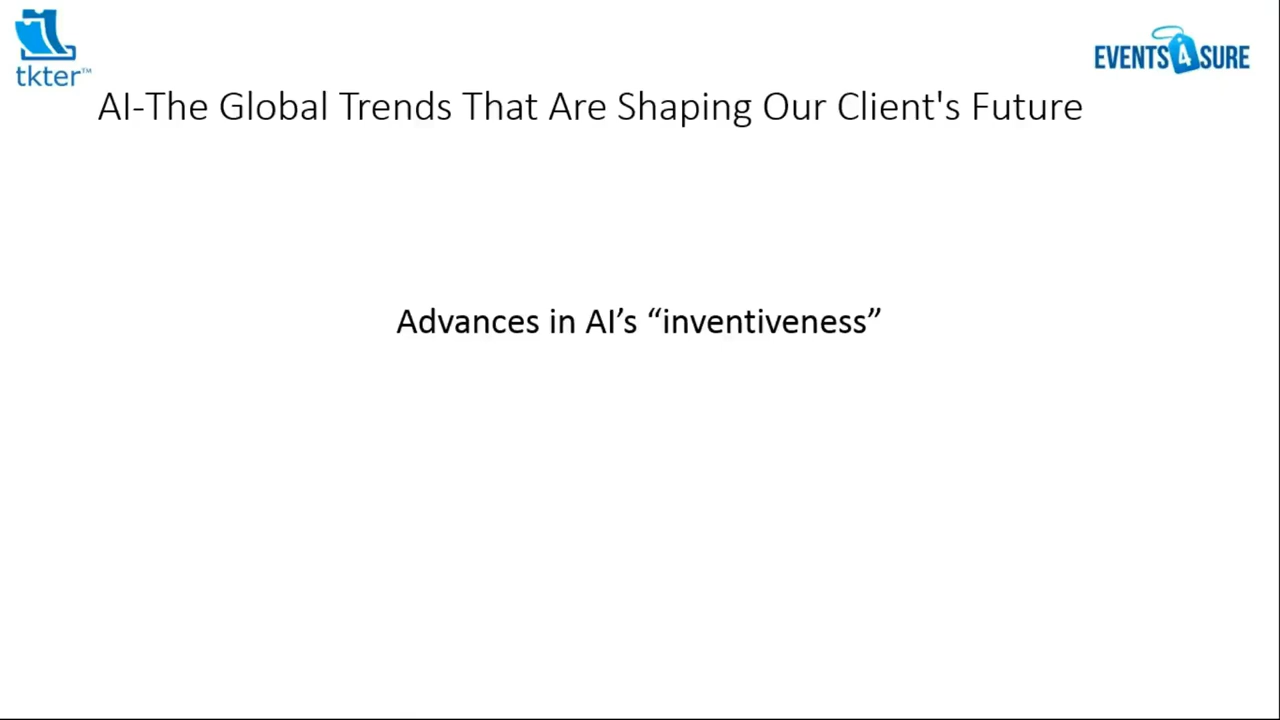 tkter™
EVENTS4SURE
AI-The Global Trends That Are Shaping Our Client's Future
Advances in AI’s “inventiveness”